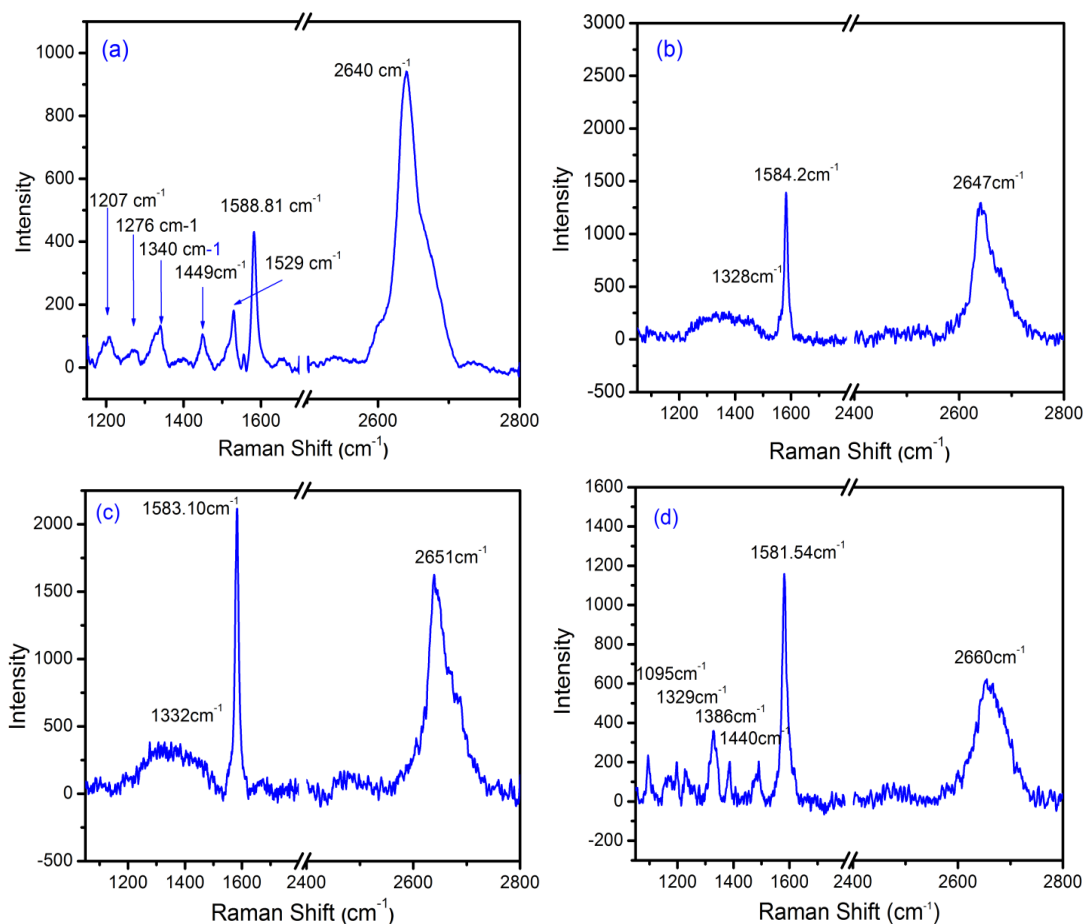 (a)
1000
800
600
400
200
0
Intensity
2640 cm-1
1207 cm-1
1276 cm-1
1340 cm-1
1449cm-1
1588.81 cm-1
1529 cm-1
1200 1400 1600 2600 2800
Raman Shift (cm-1)
(b)
3000
2500
2000
1500
1000
500
0
-500
Intensity
1584.2cm-1
2647cm-1
1328cm-1
1200 1400 1600 2400 2600 2800
Raman Shift (cm-1)
(c)
2000
1500
1000
500
0
-500
Intensity
1583.10cm-1
2651cm-1
1332cm-1
1200 1400 1600 2400 2600 2800
Raman Shift (cm-1)
(d)
1600
1400
1200
1000
800
600
400
200
0
-200
Intensity
1581.54cm-1
2660cm-1
1095cm-1
1329cm-1
1386cm-1
1440cm-1
1200 1400 1600 2400 2600 2800
Raman Shift (cm-1)